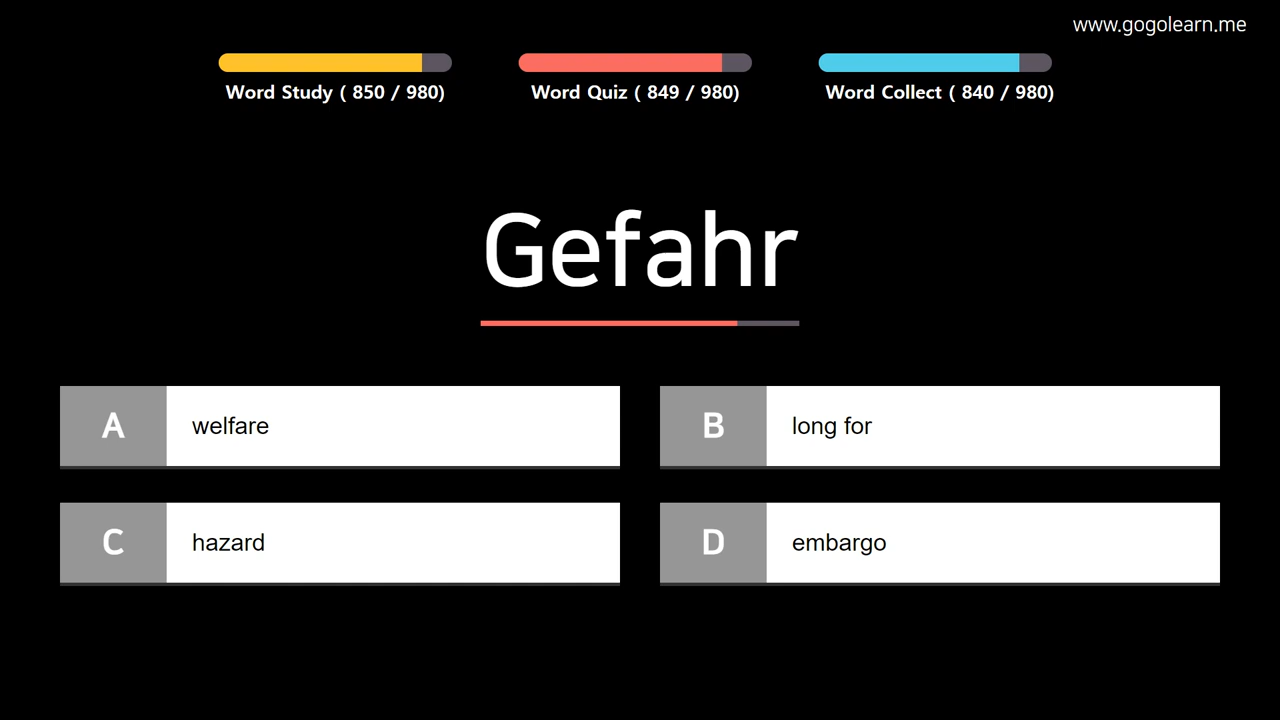 www.gogolearn.me
Word Study ( 850 / 980)
Word Quiz ( 849 / 980)
Word Collect ( 840 / 980)
Gefahr
A welfare
B long for
C hazard
D embargo